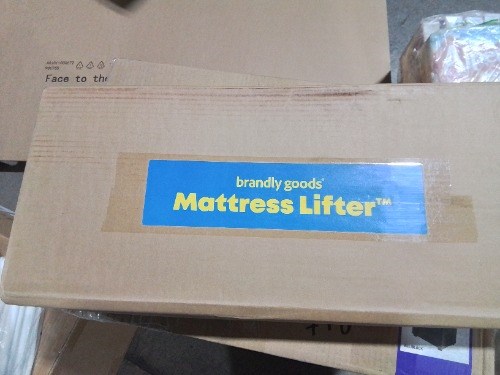 Face to the
brandly goods
Mattress Lifter™